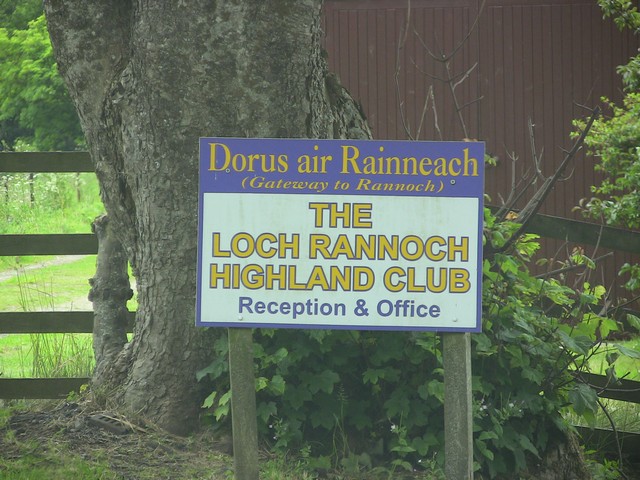 Dorus air Rainneach
(Gateway to Rannoch)
THE
LOCH RANNOCH
HIGHLAND CLUB
Reception & Office